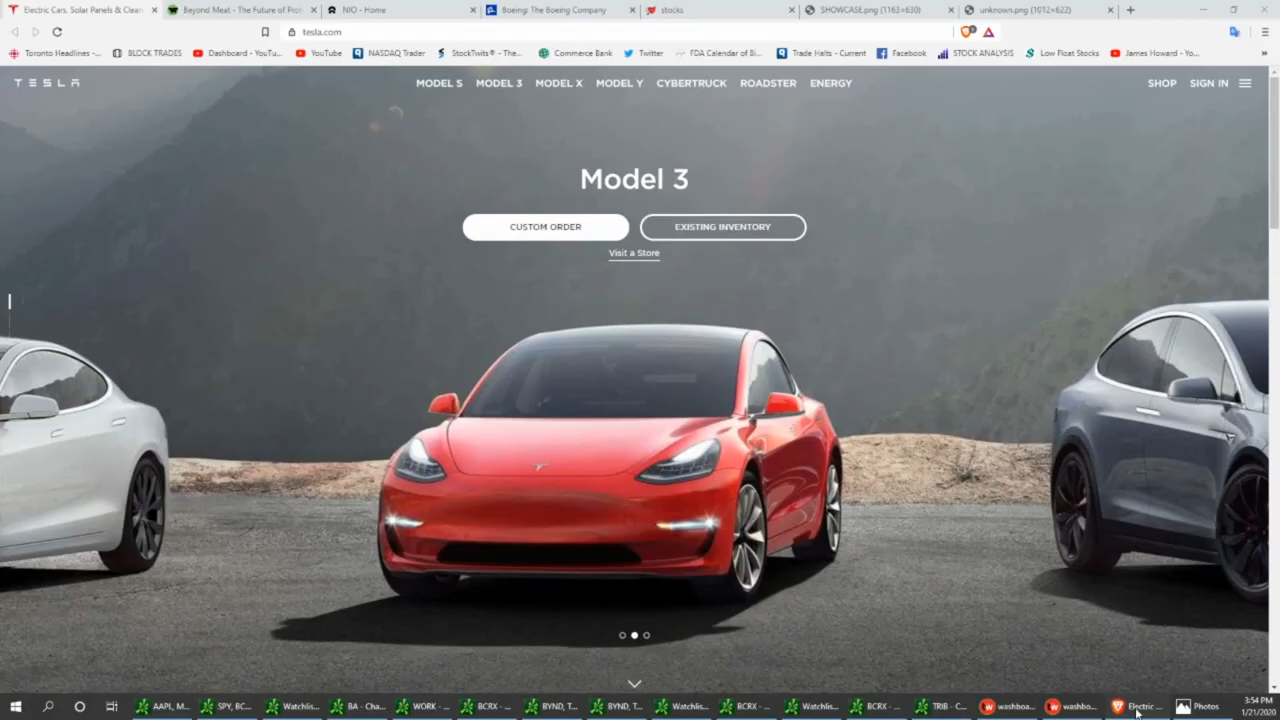 Electric Cars, Solar Panels & Clean
Beyond Meat - The Future of Prot
NIO - Home
Boeing: The Boeing Company
stocks
SHOWCASE.png (1163×630)
unknown.png (1012×622)
tesla.com
Toronto Headlines -...
BLOCK TRADES
Dashboard - YouTu...
YouTube
NASDAQ Trader
StockTwits® - The...
Commerce Bank
Twitter
FDA Calendar of Bi...
Trade Halts - Current
Facebook
STOCK ANALYSIS
Low Float Stocks
James Howard - Yo...
TESLA
MODEL S
MODEL 3
MODEL X
MODEL Y
CYBERTRUCK
ROADSTER
ENERGY
SHOP
SIGN IN
Model 3
CUSTOM ORDER
EXISTING INVENTORY
Visit a Store
AAPL, M...
SPY, BC...
Watchlis...
BA - Cha...
WORK - ...
BCRX - ...
BYND, T...
BYND, T...
Watchlis...
BCRX - ...
Watchlis...
BCRX - ...
TRIB - C...
washboa...
washbo...
Electric ...
Photos
3:54 PM
1/21/2020